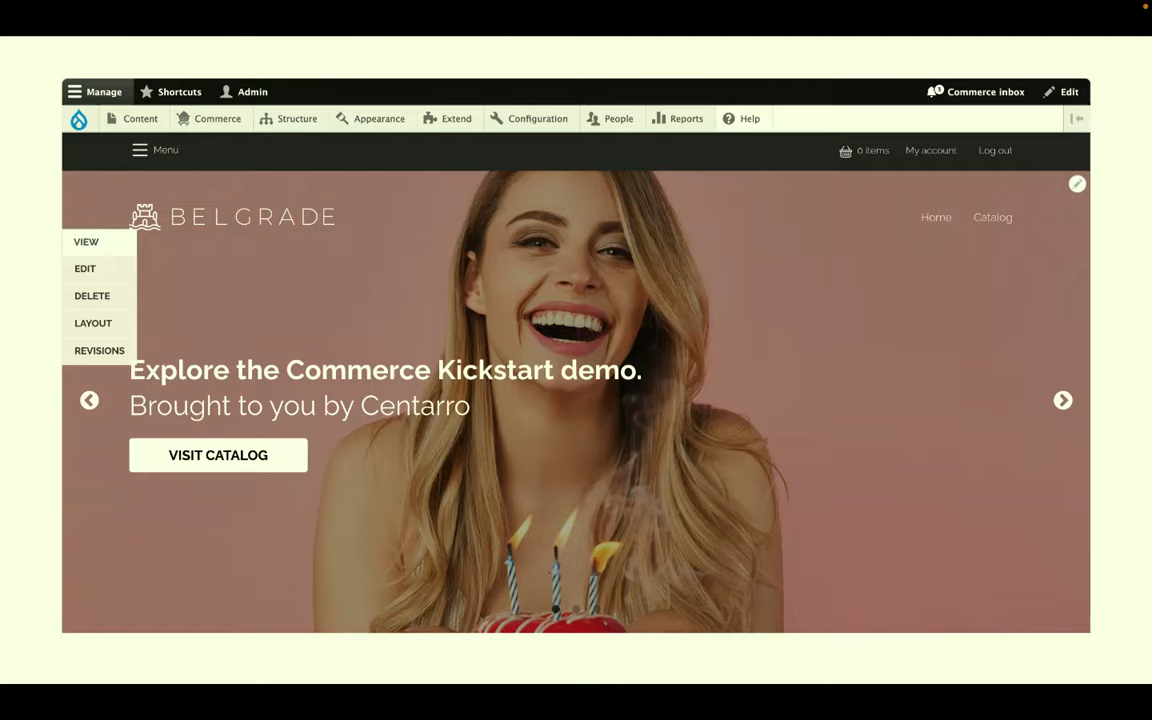 Manage Shortcuts Admin 3 Commerce inbox Edit
Content Commerce Structure Appearance Extend Configuration People Reports Help
Menu 0 items My account Log out
BELGRADE Home Catalog
VIEW
EDIT
DELETE
LAYOUT
REVISIONS
Explore the Commerce Kickstart demo.
Brought to you by Centarro
VISIT CATALOG